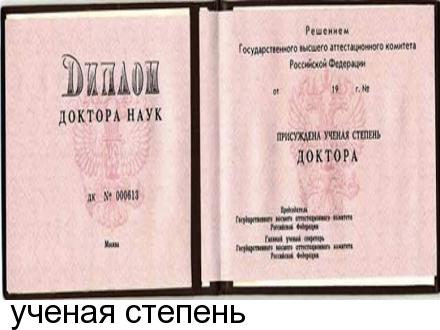 Диплом
ДОКТОРА НАУК
ДК № 000613
Москва
Решением
Государственного высшего аттестационного комитета
Российской Федерации
от 19 г. №
ПРИСУЖДЕНА УЧЕНАЯ СТЕПЕНЬ
ДОКТОРА
Председатель
Государственного высшего аттестационного комитета
Российской Федерации
Главный ученый секретарь
Государственного высшего аттестационного комитета
Российской Федерации
ученая степень